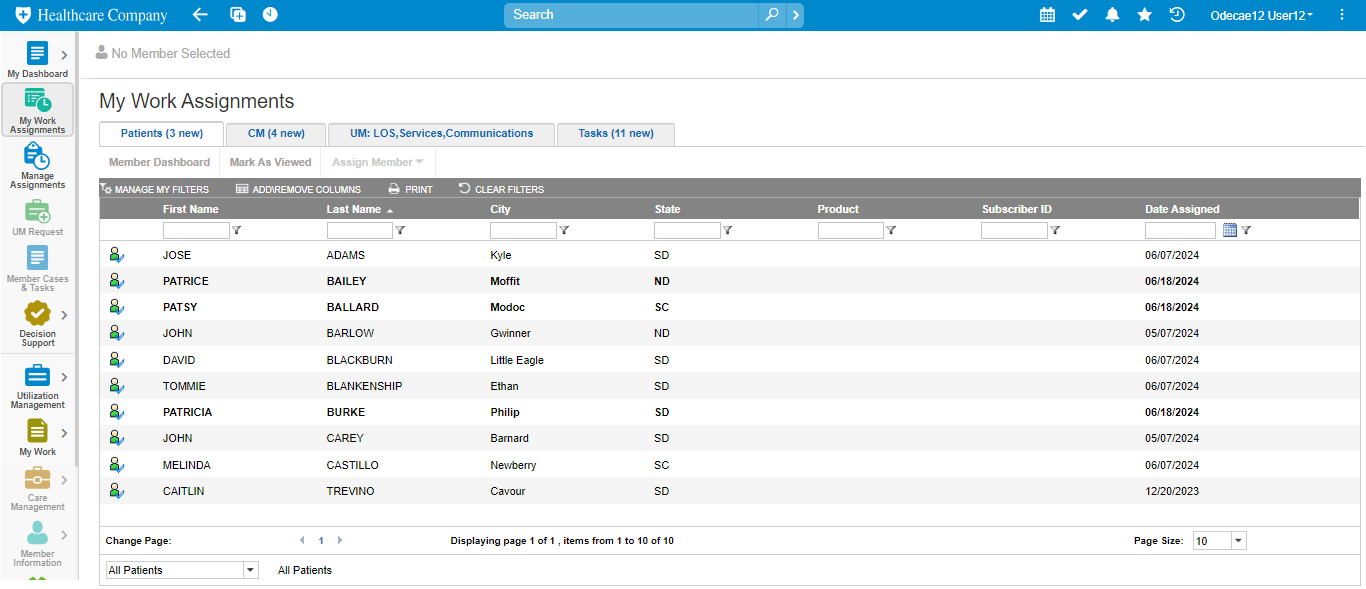 Healthcare Company Search Odecae12 User12
No Member Selected
My Dashboard
My Work
Assignments
Manage
Assignments
UM Request
Member Cases
& Tasks
Decision
Support
Utilization
Management
My Work
Care
Management
Member
Information
My Work Assignments
Patients (3 new) CM (4 new) UM: LOS,Services,Communications Tasks (11 new)
Member Dashboard Mark As Viewed Assign Member
MANAGE MY FILTERS ADD\REMOVE COLUMNS PRINT CLEAR FILTERS
First Name Last Name City State Product Subscriber ID Date Assigned
JOSE ADAMS Kyle SD 06/07/2024
PATRICE BAILEY Moffit ND 06/18/2024
PATSY BALLARD Modoc SC 06/18/2024
JOHN BARLOW Gwinner ND 05/07/2024
DAVID BLACKBURN Little Eagle SD 06/07/2024
TOMMIE BLANKENSHIP Ethan SD 06/07/2024
PATRICIA BURKE Philip SD 06/18/2024
JOHN CAREY Barnard SD 05/07/2024
MELINDA CASTILLO Newberry SC 06/07/2024
CAITLIN TREVINO Cavour SD 12/20/2023
Change Page: 1 Displaying page 1 of 1 , items from 1 to 10 of 10 Page Size: 10
All Patients All Patients